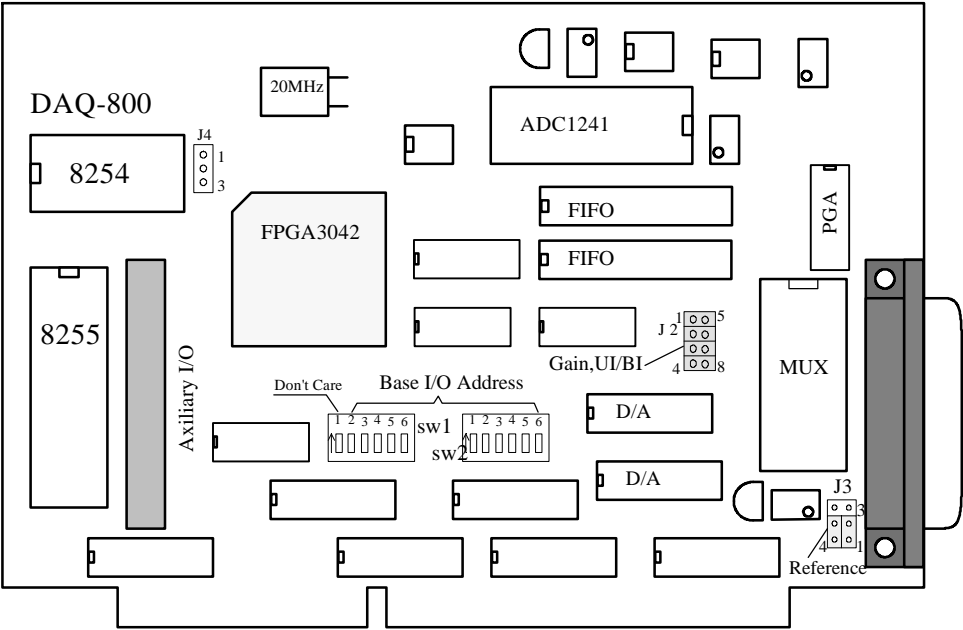 20MHz
ADC1241
DAQ-800
J4
1
3
8254
PGA
FIFO
FPGA3042
FIFO
8255
1 5
J 2
4 8
Gain,UI/BI
MUX
Axiliary I/O
Don't Care
Base I/O Address
1 2 3 4 5 6
sw1
1 2 3 4 5 6
sw2
D/A
D/A
J3
3
4 1
Reference